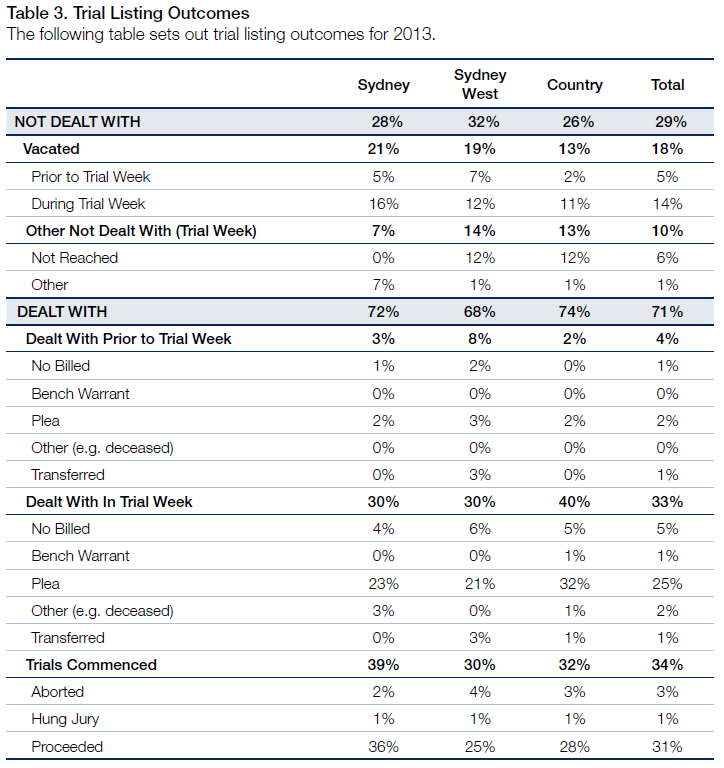 Table 3. Trial Listing Outcomes
The following table sets out trial listing outcomes for 2013.
Sydney Sydney West Country Total
NOT DEALT WITH 28% 32% 26% 29%
Vacated 21% 19% 13% 18%
Prior to Trial Week 5% 7% 2% 5%
During Trial Week 16% 12% 11% 14%
Other Not Dealt With (Trial Week) 7% 14% 13% 10%
Not Reached 0% 12% 12% 6%
Other 7% 1% 1% 1%
DEALT WITH 72% 68% 74% 71%
Dealt With Prior to Trial Week 3% 8% 2% 4%
No Billed 1% 2% 0% 1%
Bench Warrant 0% 0% 0% 0%
Plea 2% 3% 2% 2%
Other (e.g. deceased) 0% 0% 0% 0%
Transferred 0% 3% 0% 1%
Dealt With In Trial Week 30% 30% 40% 33%
No Billed 4% 6% 5% 5%
Bench Warrant 0% 0% 1% 1%
Plea 23% 21% 32% 25%
Other (e.g. deceased) 3% 0% 1% 2%
Transferred 0% 3% 1% 1%
Trials Commenced 39% 30% 32% 34%
Aborted 2% 4% 3% 3%
Hung Jury 1% 1% 1% 1%
Proceeded 36% 25% 28% 31%